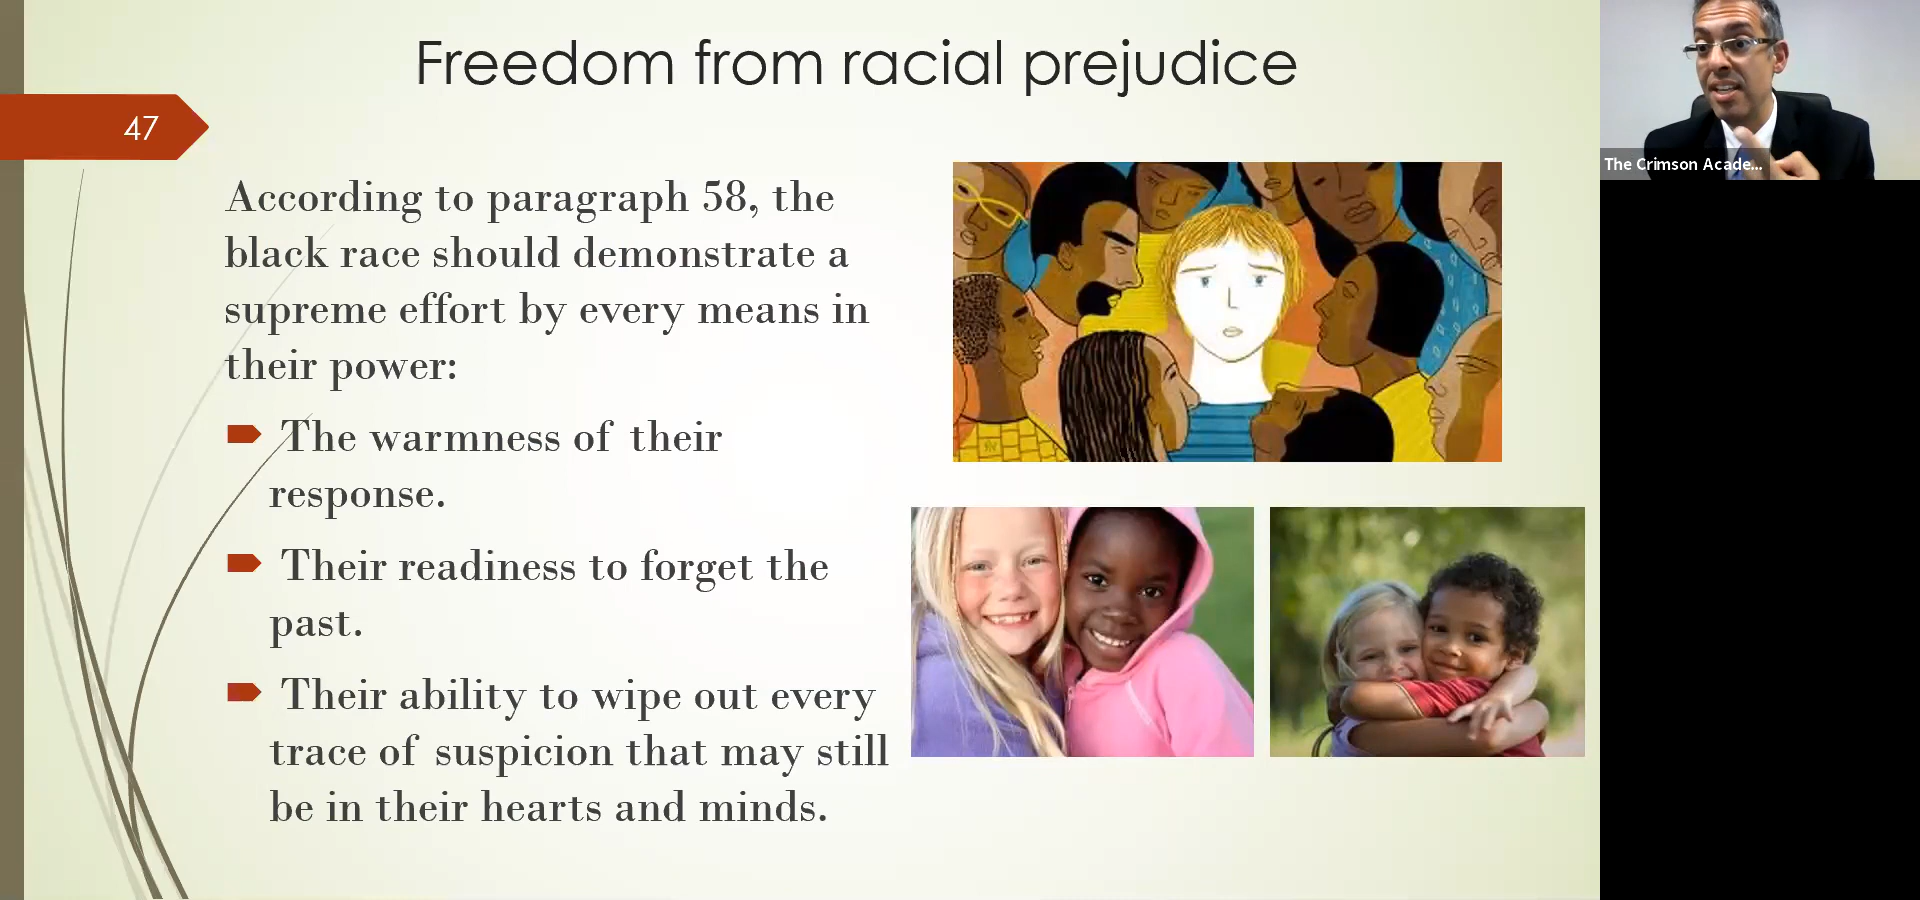 Freedom from racial prejudice
47
According to paragraph 58, the
black race should demonstrate a
supreme effort by every means in
their power:
The warmness of their
response.
Their readiness to forget the
past.
Their ability to wipe out every
trace of suspicion that may still
be in their hearts and minds.
The Crimson Acade...